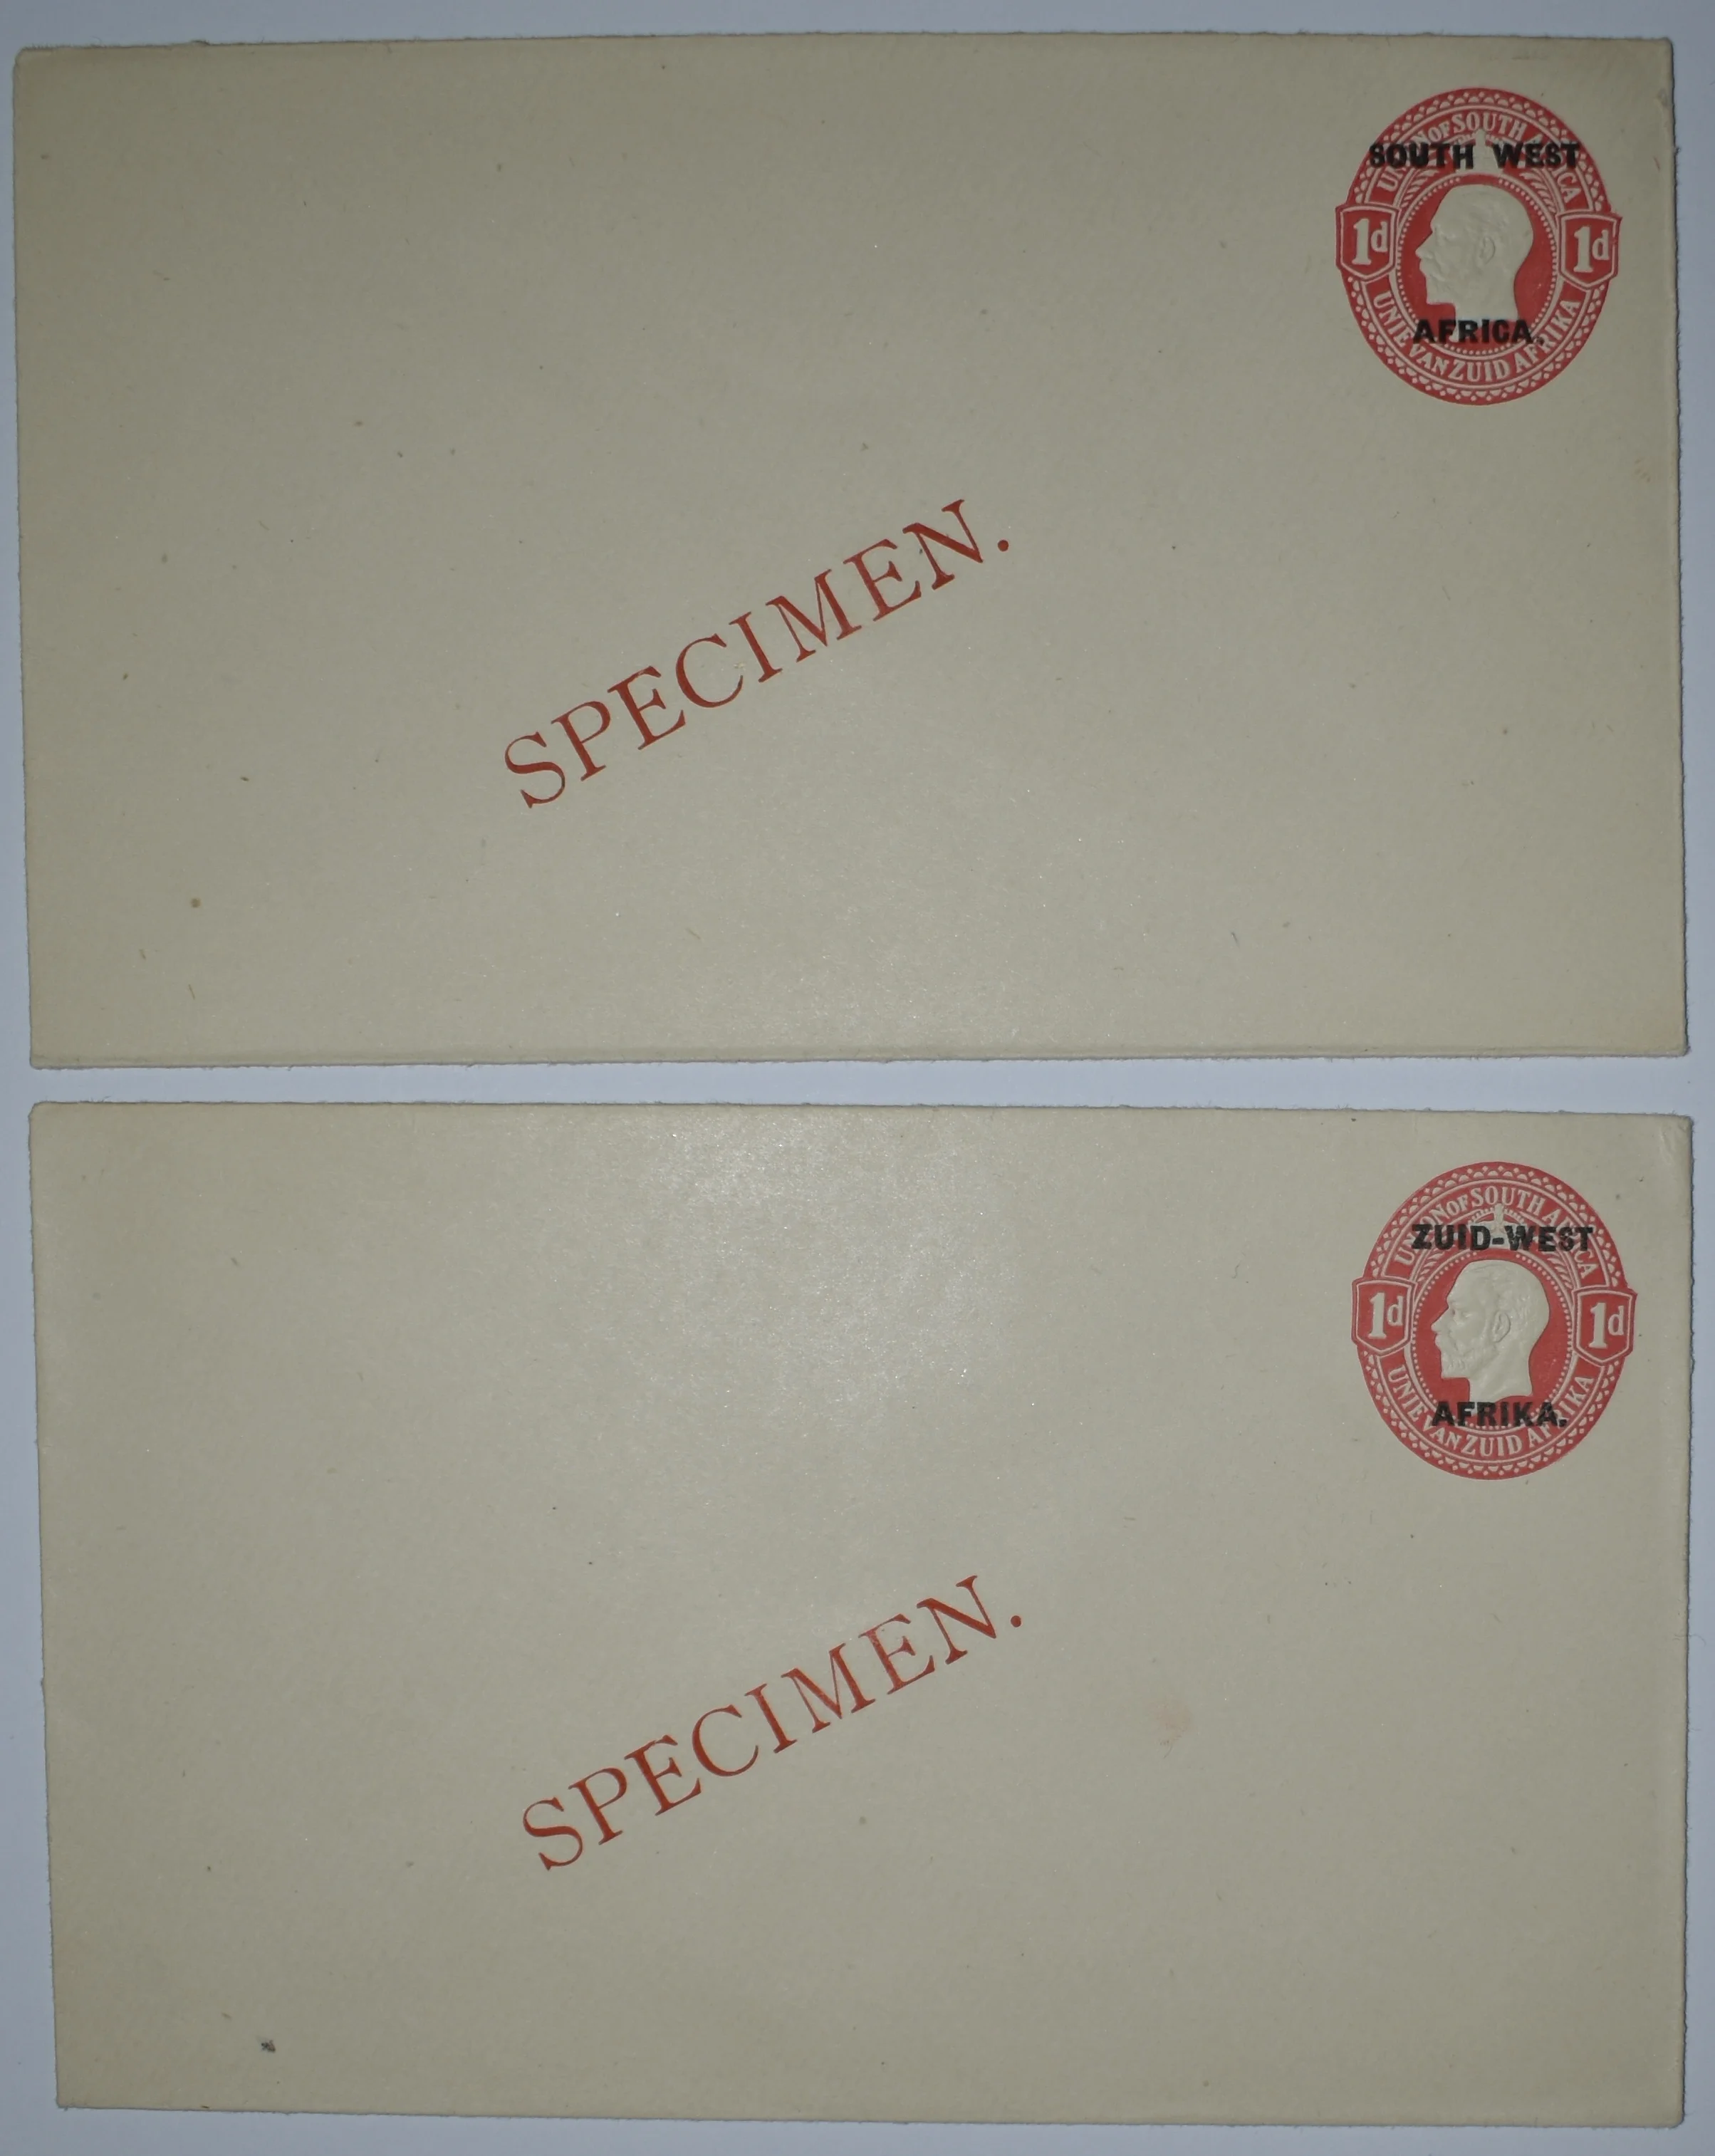 UNION OF SOUTH AFRICA
SOUTH WEST
1d 1d
AFRICA.
UNIE VAN ZUID AFRIKA
SPECIMEN.
UNION OF SOUTH AFRICA
ZUID-WEST
1d 1d
AFRIKA.
UNIE VAN ZUID AFRIKA
SPECIMEN.